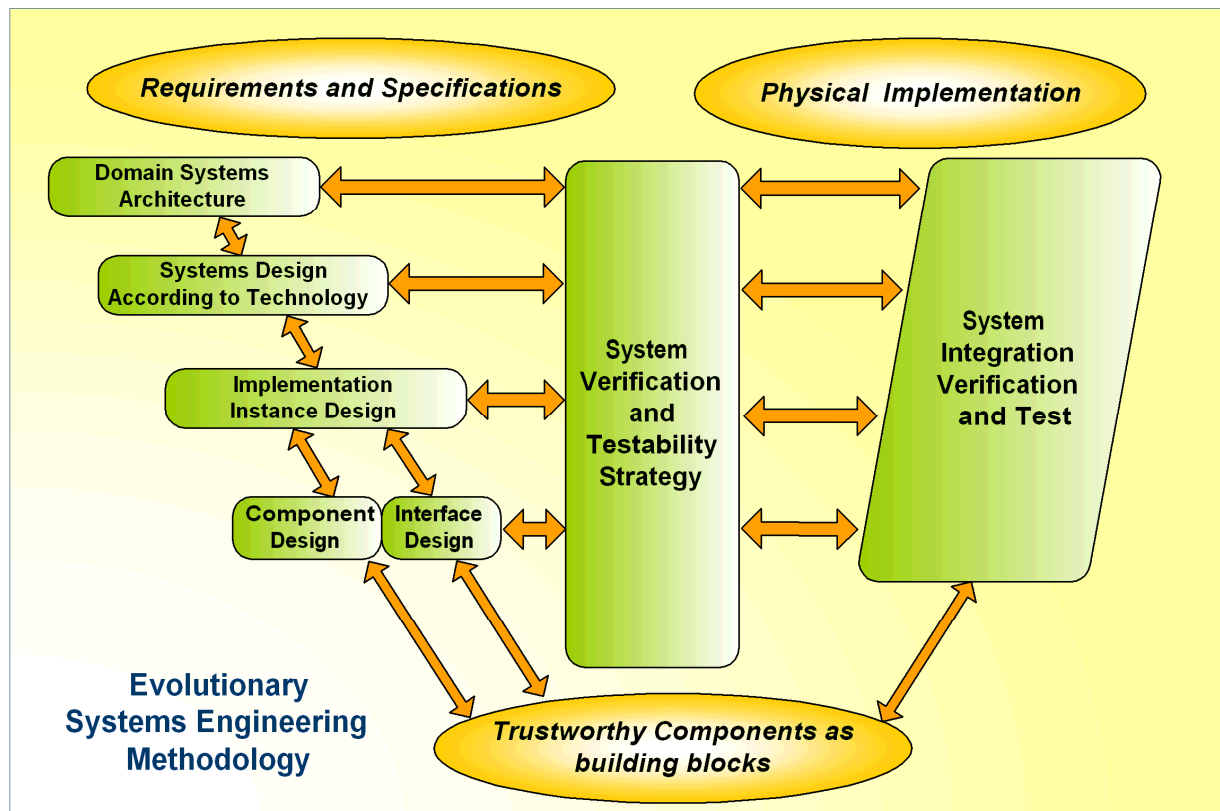 Requirements and Specifications
Physical Implementation
Domain Systems
Architecture
Systems Design
According to Technology
Implementation
Instance Design
Component
Design
Interface
Design
System
Verification
and
Testability
Strategy
System
Integration
Verification
and Test
Evolutionary
Systems Engineering
Methodology
Trustworthy Components as
building blocks